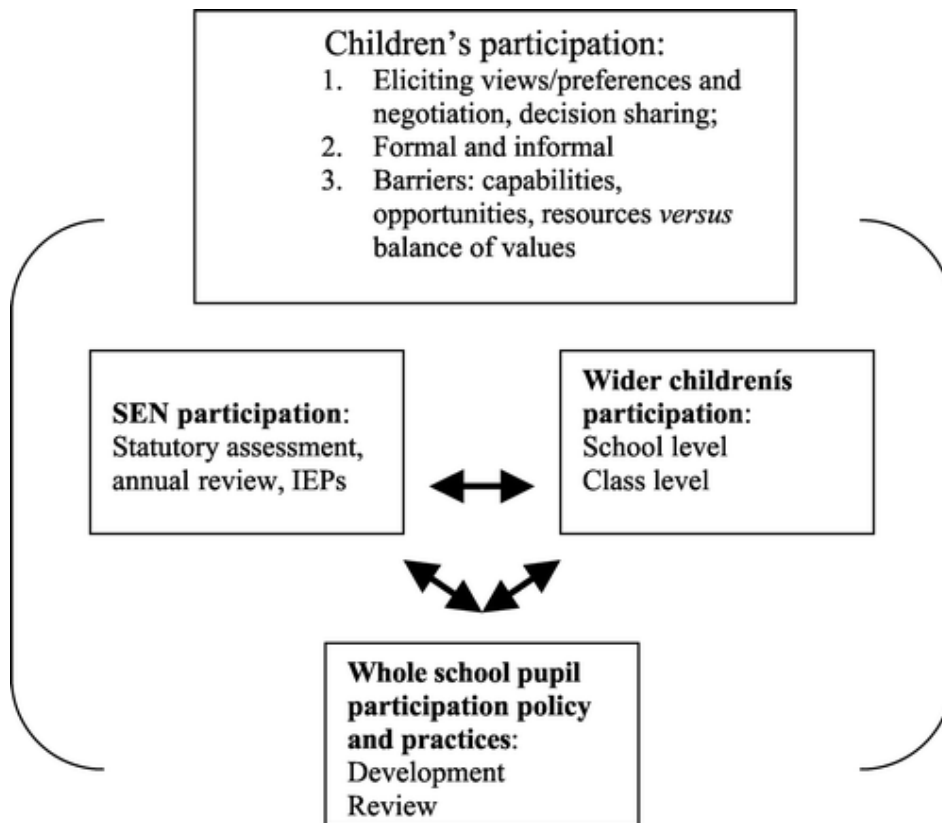 Children’s participation:
1. Eliciting views/preferences and
negotiation, decision sharing;
2. Formal and informal
3. Barriers: capabilities,
opportunities, resources versus
balance of values
SEN participation:
Statutory assessment,
annual review, IEPs
Wider childrenís
participation:
School level
Class level
Whole school pupil
participation policy
and practices:
Development
Review